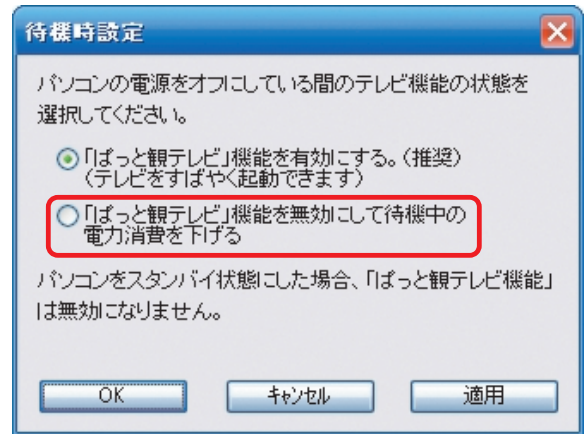 待機時設定
パソコンの電源をオフにしている間のテレビ機能の状態を
選択してください。
「ぱっと観テレビ」機能を有効にする。(推奨)
(テレビをすばやく起動できます)
「ぱっと観テレビ」機能を無効にして待機中の
電力消費を下げる
パソコンをスタンバイ状態にした場合、「ぱっと観テレビ機能」
は無効になりません。
OK キャンセル 適用